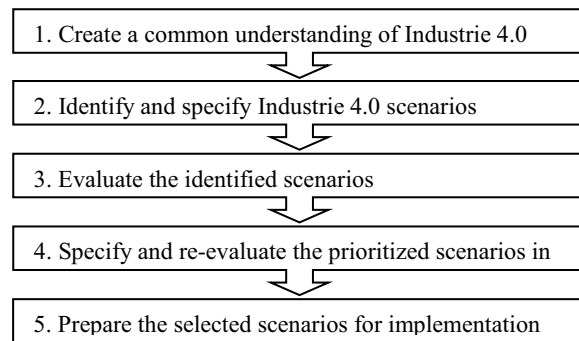 1. Create a common understanding of Industrie 4.0
2. Identify and specify Industrie 4.0 scenarios
3. Evaluate the identified scenarios
4. Specify and re-evaluate the prioritized scenarios in
5. Prepare the selected scenarios for implementation